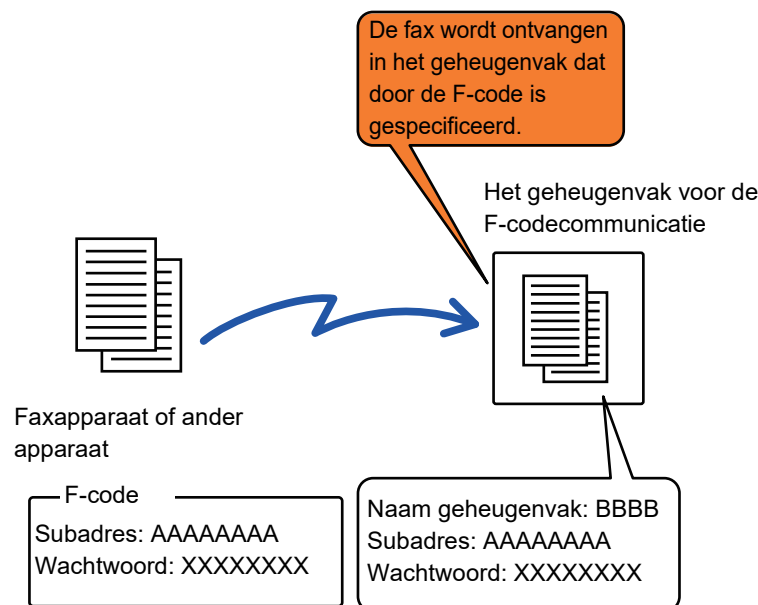 De fax wordt ontvangen
in het geheugenvak dat
door de F-code is
gespecificeerd.
Het geheugenvak voor de
F-codecommunicatie
Faxapparaat of ander
apparaat
F-code
Subadres: AAAAAAAA
Wachtwoord: XXXXXXXX
Naam geheugenvak: BBBB
Subadres: AAAAAAAA
Wachtwoord: XXXXXXXX